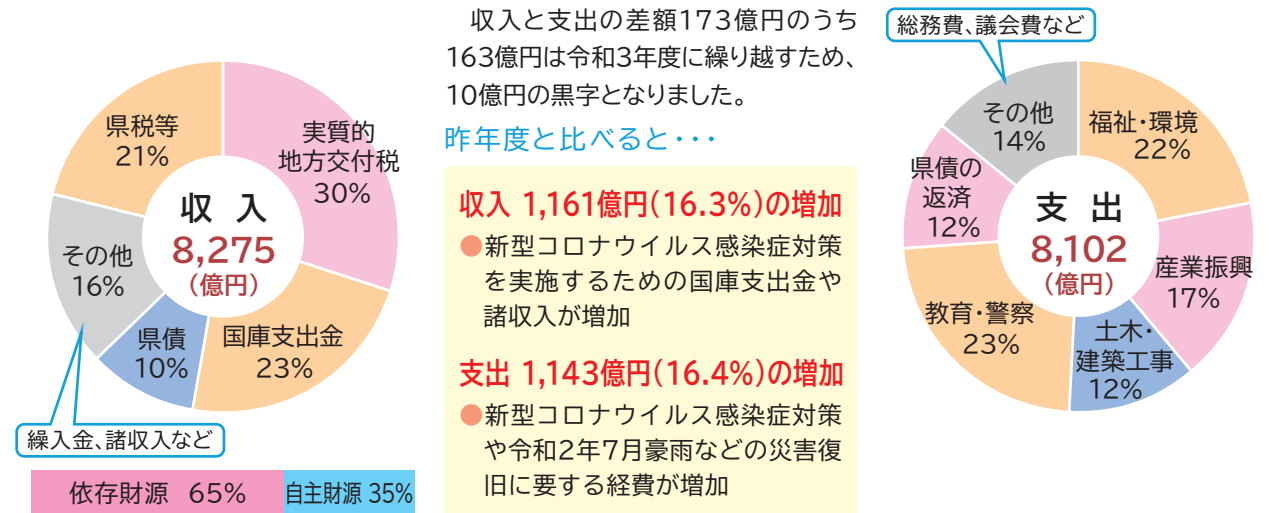 県税等
21%
実質的
地方交付税
30%
収 入
8,275
(億円)
その他
16%
県債
10%
国庫支出金
23%
繰入金、諸収入など
依存財源 65%
自主財源 35%
収入と支出の差額173億円のうち
163億円は令和3年度に繰り越すため、
10億円の黒字となりました。
昨年度と比べると・・・
収入 1,161億円(16.3%)の増加
●新型コロナウイルス感染症対策
を実施するための国庫支出金や
諸収入が増加
支出 1,143億円(16.4%)の増加
●新型コロナウイルス感染症対策
や令和2年7月豪雨などの災害復
旧に要する経費が増加
総務費、議会費など
その他
14%
福祉・環境
22%
県債の
返済
12%
支 出
8,102
(億円)
産業振興
17%
教育・警察
23%
土木・
建築工事
12%